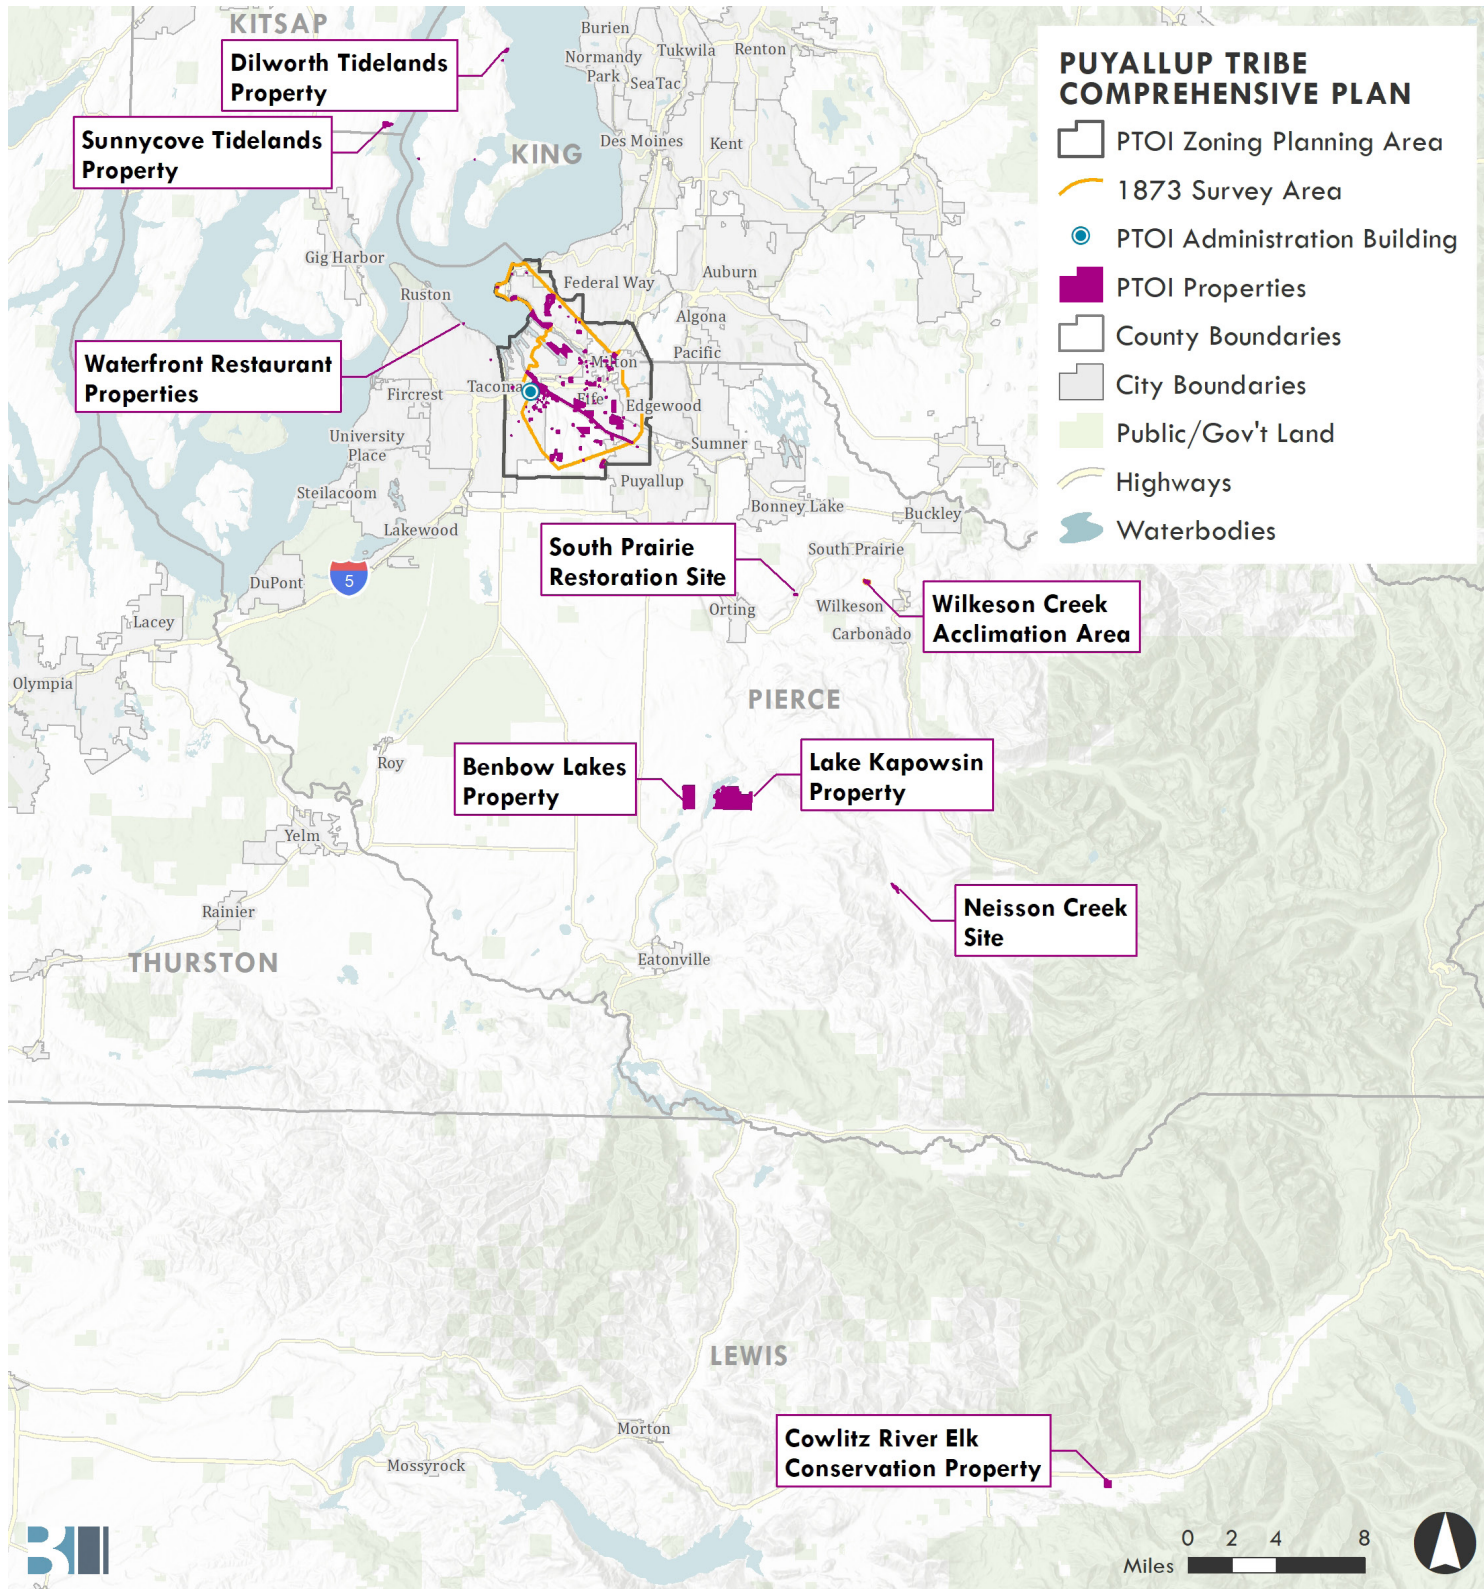 KITSAP
Dilworth Tidelands
Property
Sunnycove Tidelands
Property
Burien
Normandy
Park
Tukwila
Renton
SeaTac
Des Moines
Kent
KING
PUYALLUP TRIBE
COMPREHENSIVE PLAN
PTOI Zoning Planning Area
1873 Survey Area
PTOI Administration Building
PTOI Properties
County Boundaries
City Boundaries
Public/Gov't Land
Highways
Waterbodies
Gig Harbor
Ruston
Federal Way
Auburn
Algona
Pacific
Waterfront Restaurant
Properties
Milton
Tacoma
Fircrest
Fife
Edgewood
University
Place
Sumner
Steilacoom
Puyallup
Lakewood
Bonney Lake
Buckley
South Prairie
Restoration Site
South Prairie
DuPont
5
Orting
Wilkeson
Carbonado
Wilkeson Creek
Acclimation Area
Lacey
Olympia
PIERCE
Roy
Benbow Lakes
Property
Lake Kapowsin
Property
Yelm
Rainier
Neisson Creek
Site
THURSTON
Eatonville
LEWIS
Morton
Mossyrock
Cowlitz River Elk
Conservation Property
0 2 4 8
Miles